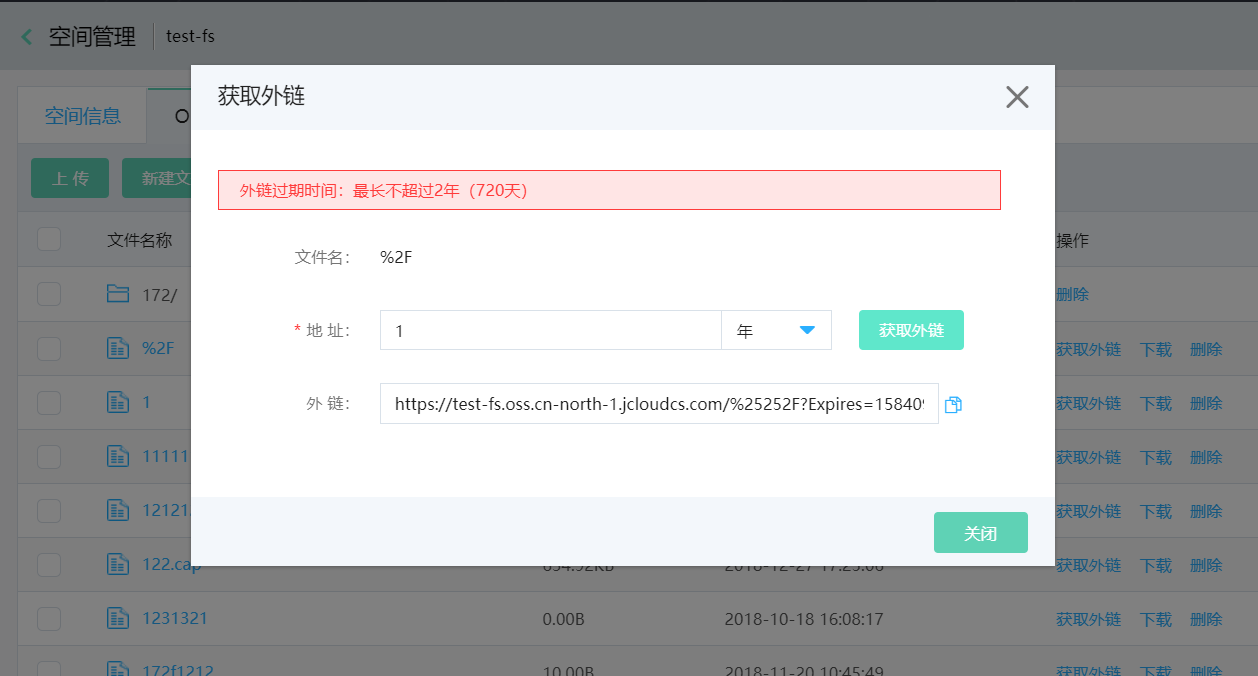 空间管理 test-fs
获取外链
空间信息 O
外链过期时间：最长不超过2年（720天）
上 传 新建文
文件名称 操作
文件名： %2F
172/ 删除
* 地 址： 1 年 获取外链
%2F 获取外链 下载 删除
外 链： https://test-fs.oss.cn-north-1.jcloudcs.com/%25252F?Expires=15840
1 获取外链 下载 删除
11111 获取外链 下载 删除
12121 获取外链 下载 删除
关闭
122.cap 2018-12-27 获取外链 下载 删除
1231321 0.00B 2018-10-18 16:08:17 获取外链 下载 删除
172f1212 10.00B 2018-11-20 10:45:49 获取外链 下载 删除